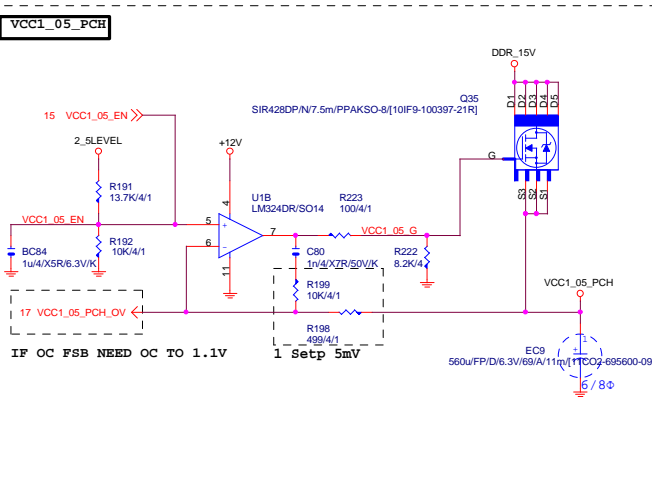 VCC1_05_PCH
DDR_15V
Q35
SIR428DP/N/7.5m/PPAKSO-8/[10IF9-100397-21R]
D1
D2
D3
D4
D5
G
S3
S2
S1
15 VCC1_05_EN
2_5LEVEL
+12V
R191
13.7K/4/1
U1B
LM324DR/SO14
R223
100/4/1
VCC1_05_EN
4
5
+
6
-
7
11
VCC1_05_G
BC84
1u/4/X5R/6.3V/K
R192
10K/4/1
C80
1n/4/X7R/50V/K
R222
8.2K/4
R199
10K/4/1
VCC1_05_PCH
17 VCC1_05_PCH_OV
R198
499/4/1
IF OC FSB NEED OC TO 1.1V
1 Setp 5mV
EC9
1
+
560u/FP/D/6.3V/69/A/11m/[11CO2-695600-09
6/8Φ